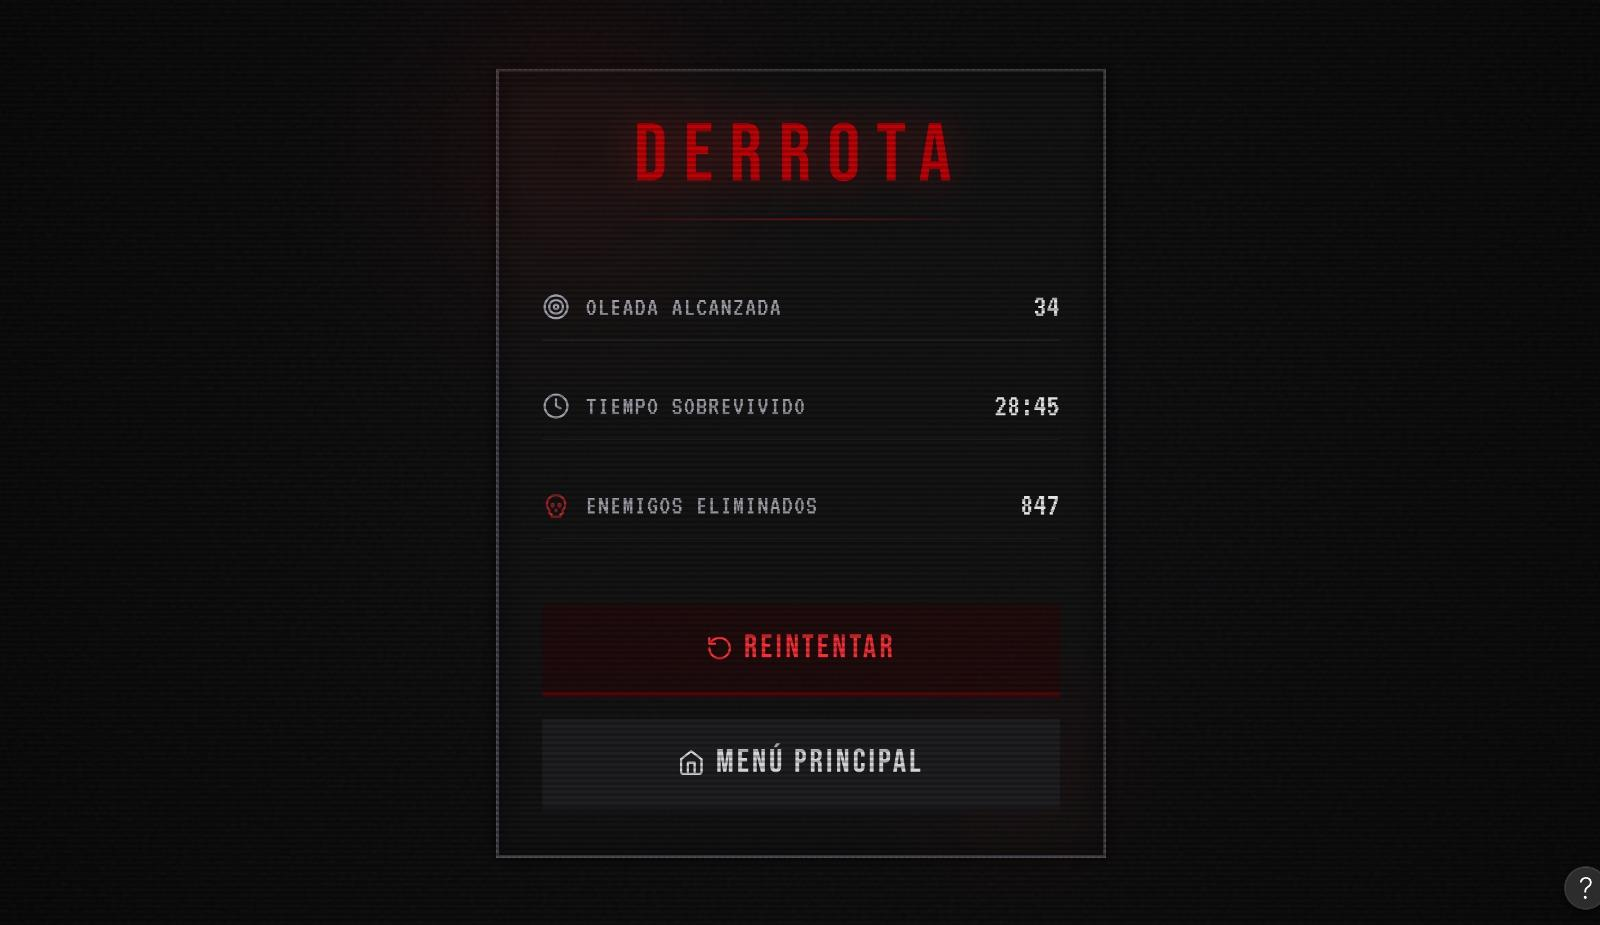 DERROTA
OLEADA ALCANZADA 34
TIEMPO SOBREVIVIDO 28:45
ENEMIGOS ELIMINADOS 847
REINTENTAR
MENÚ PRINCIPAL
?